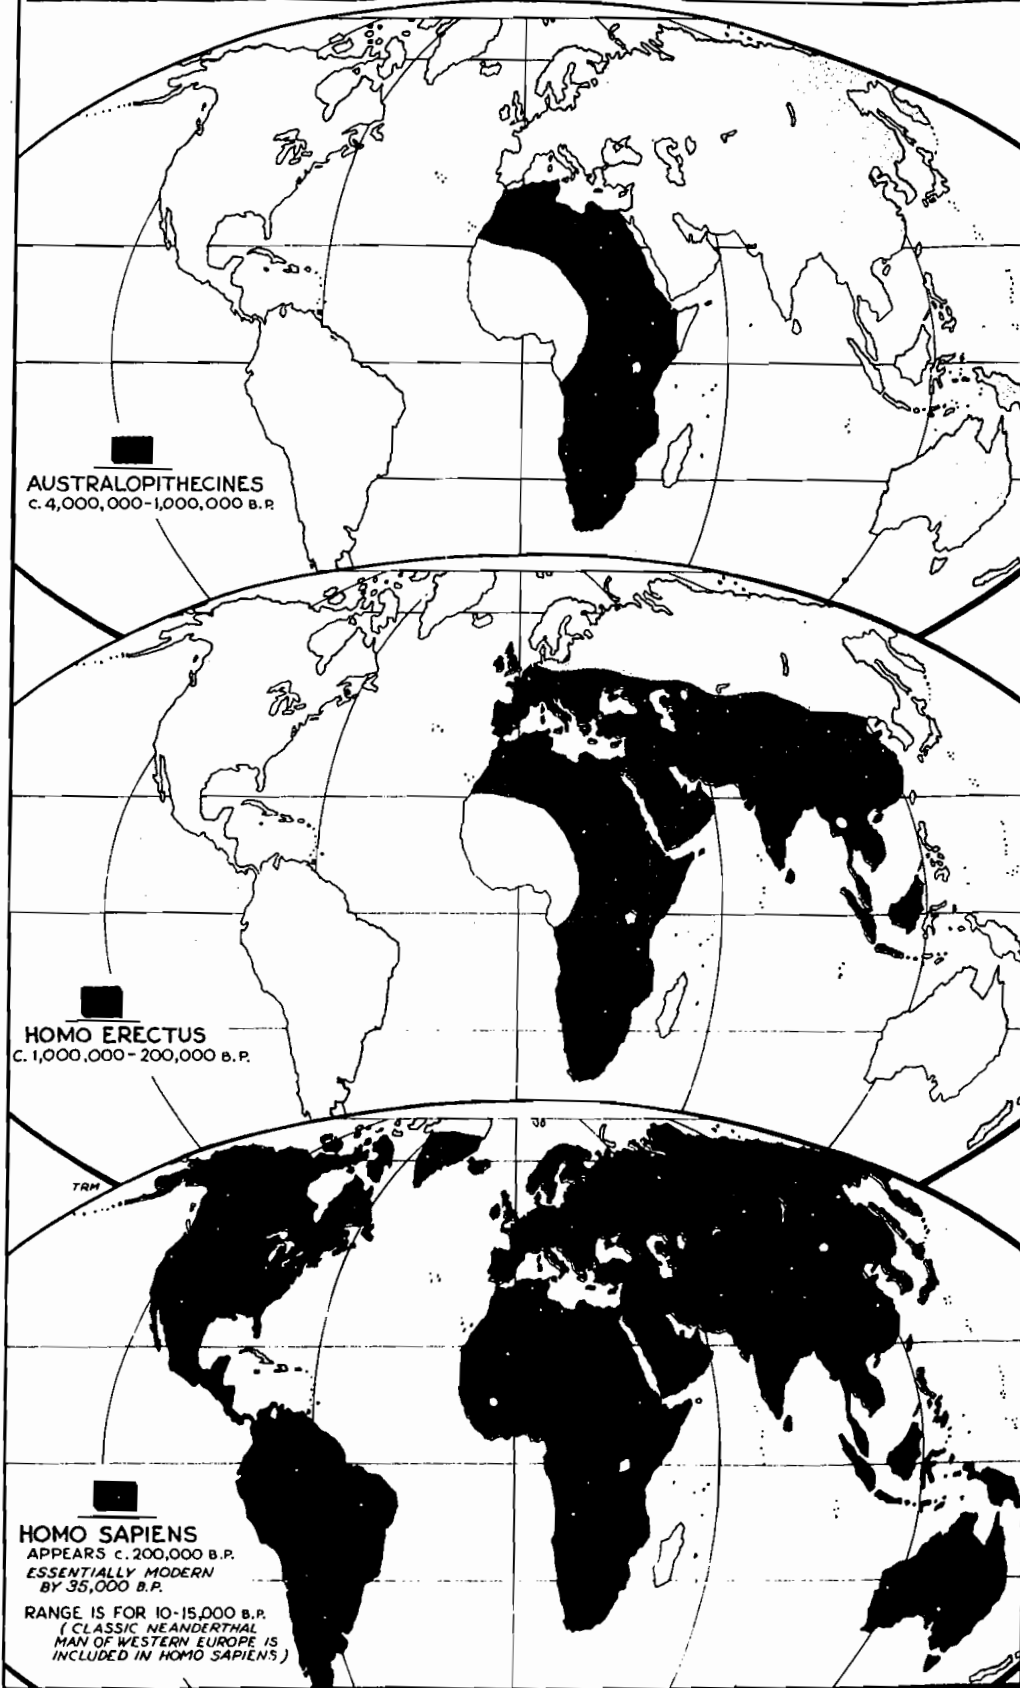 AUSTRALOPITHECINES
c. 4,000,000-1,000,000 B.P.
HOMO ERECTUS
c. 1,000,000-200,000 B.P.
TRM
HOMO SAPIENS
APPEARS c. 200,000 B.P.
ESSENTIALLY MODERN
BY 35,000 B.P.
RANGE IS FOR 10-15,000 B.P.
(CLASSIC NEANDERTHAL
MAN OF WESTERN EUROPE IS
INCLUDED IN HOMO SAPIENS)